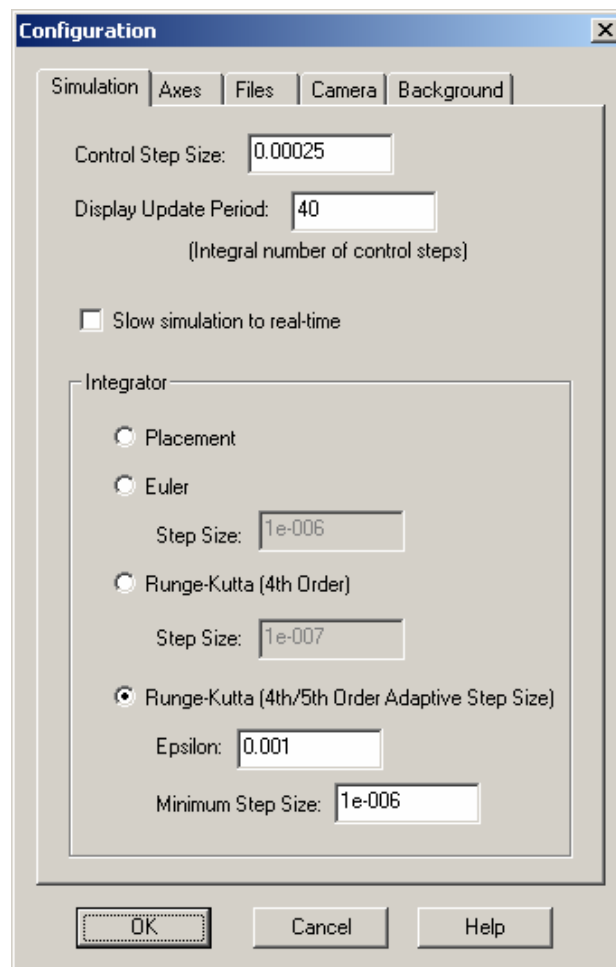 Configuration
Simulation Axes Files Camera Background
Control Step Size: 0.00025
Display Update Period: 40
(Integral number of control steps)
Slow simulation to real-time
Integrator
Placement
Euler
Step Size: 1e-006
Runge-Kutta (4th Order)
Step Size: 1e-007
Runge-Kutta (4th/5th Order Adaptive Step Size)
Epsilon: 0.001
Minimum Step Size: 1e-006
OK Cancel Help